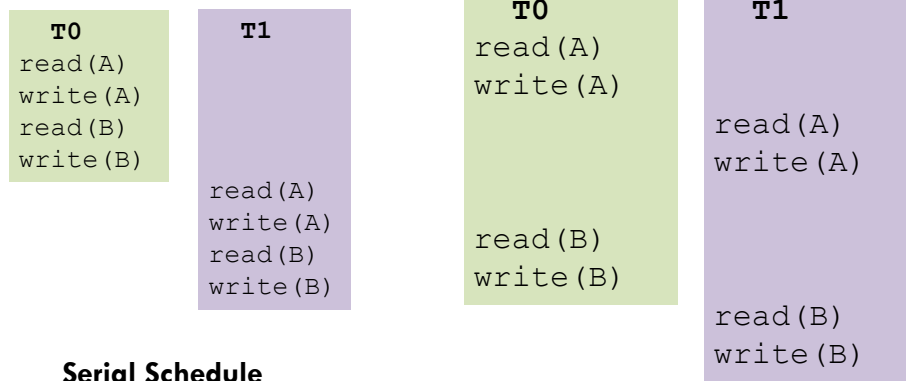 T0
read(A)
write(A)
read(B)
write(B)
T1
read(A)
write(A)
read(B)
write(B)
Serial Schedule
T0
read(A)
write(A)
read(B)
write(B)
T1
read(A)
write(A)
read(B)
write(B)